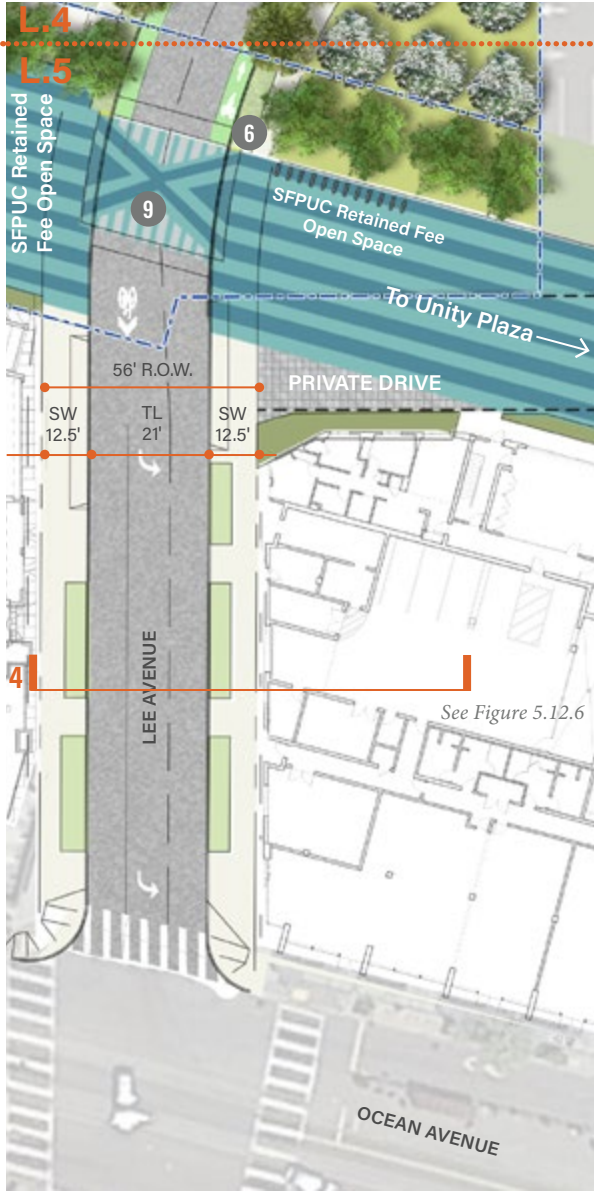 L.4
L.5
SFPUC Retained
Fee Open Space
6
9
SFPUC Retained Fee
Open Space
To Unity Plaza
56' R.O.W.
PRIVATE DRIVE
SW
12.5'
TL
21'
SW
12.5'
LEE AVENUE
4
See Figure 5.12.6
OCEAN AVENUE